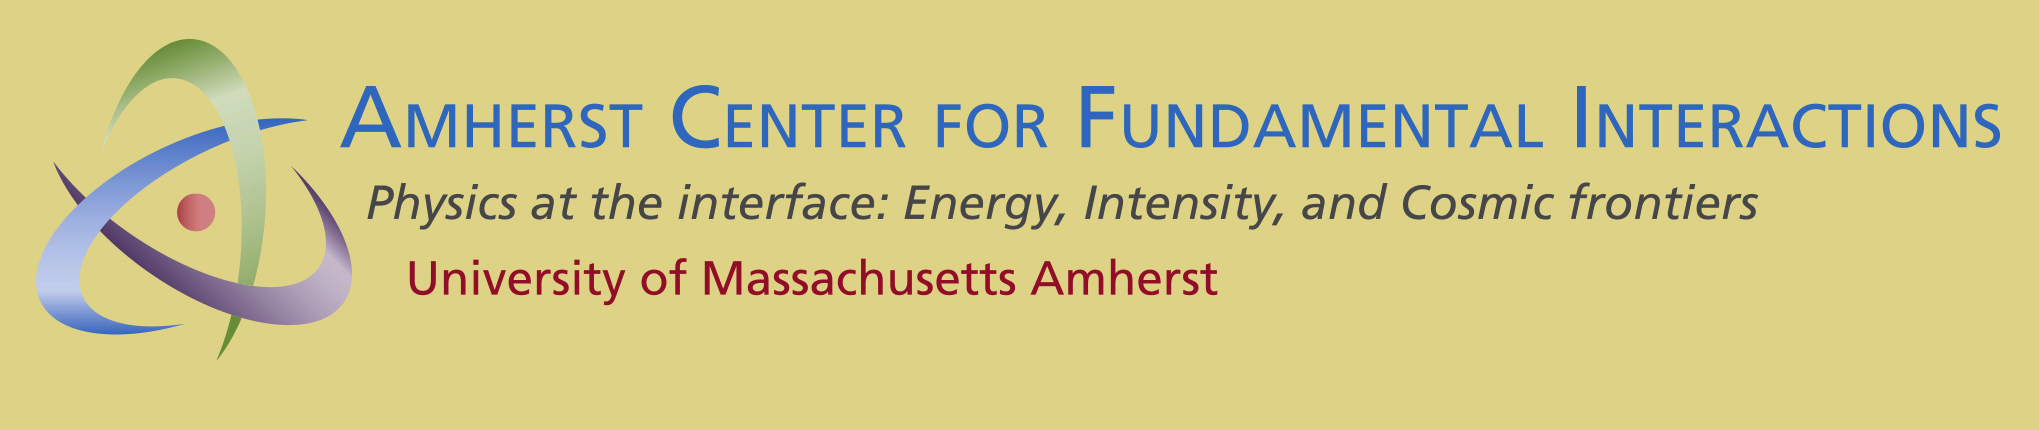 Amherst Center for Fundamental Interactions
Physics at the interface: Energy, Intensity, and Cosmic frontiers
University of Massachusetts Amherst